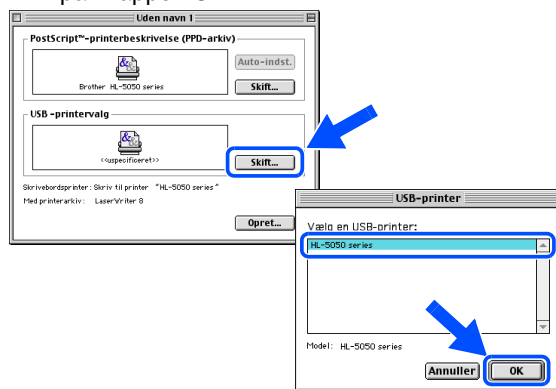 Uden navn 1
PostScript™-printerbeskrivelse (PPD-arkiv)
Auto-indst.
Brother HL-5050 series
Skift...
USB-printervalg
<<uspecificeret>>
Skift...
Skrivebordsprinter: Skriv til printer "HL-5050 series"
Med printerarkiv: LaserWriter 8
Opret...
USB-printer
Vælg en USB-printer:
HL-5050 series
Model: HL-5050 series
Annuller
OK